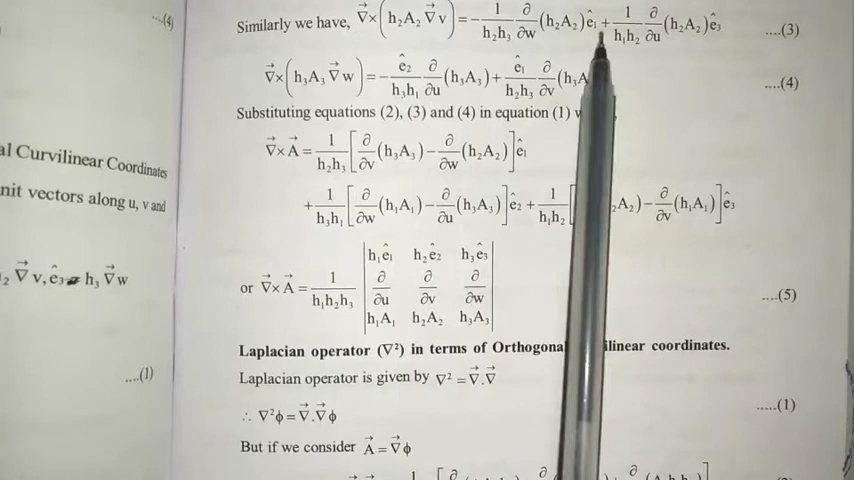 ....(4)
al Curvilinear Coordinates
nit vectors along u, v and
₂ ∇⃗ v, ê₃ = h₃ ∇⃗ w
....(1)
Similarly we have, ∇⃗×(h₂A₂ ∇⃗ v) = − 1/(h₂h₃) ∂/∂w (h₂A₂)ê₁ + 1/(h₁h₂) ∂/∂u (h₂A₂)ê₃ ....(3)
∇⃗×(h₃A₃ ∇⃗ w) = − ê₂/(h₃h₁) ∂/∂u (h₃A₃) + ê₁/(h₂h₃) ∂/∂v (h₃A ....(4)
Substituting equations (2), (3) and (4) in equation (1)
∇⃗×A⃗ = 1/(h₂h₃) [∂/∂v (h₃A₃) − ∂/∂w (h₂A₂)] ê₁
+ 1/(h₃h₁) [∂/∂w (h₁A₁) − ∂/∂u (h₃A₃)] ê₂ + 1/(h₁h₂) [ ₂A₂) − ∂/∂v (h₁A₁)] ê₃
or ∇⃗×A⃗ = 1/(h₁h₂h₃) | h₁ê₁ h₂ê₂ h₃ê₃ |
| ∂/∂u ∂/∂v ∂/∂w | ....(5)
| h₁A₁ h₂A₂ h₃A₃ |
Laplacian operator (∇²) in terms of Orthogona ilinear coordinates.
Laplacian operator is given by ∇² = ∇⃗.∇⃗
.....(1)
∴ ∇²ϕ = ∇⃗.∇⃗ϕ
But if we consider A⃗ = ∇⃗ϕ